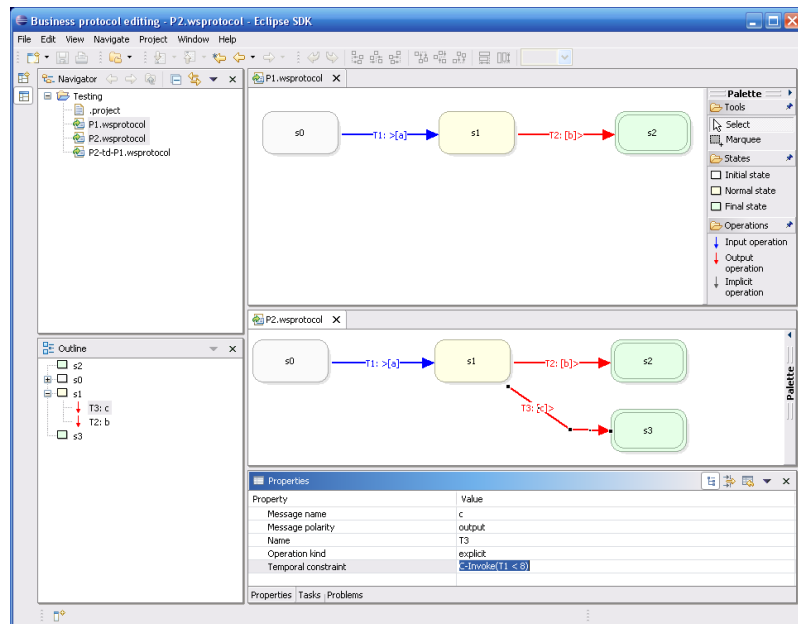 Business protocol editing - P2.wsprotocol - Eclipse SDK
File Edit View Navigate Project Window Help
Navigator
Testing
.project
P1.wsprotocol
P2.wsprotocol
P2-td-P1.wsprotocol
P1.wsprotocol
s0
T1: >[a]
s1
T2: [b]>
s2
Palette
Tools
Select
Marquee
States
Initial state
Normal state
Final state
Operations
Input operation
Output
operation
Implicit
operation
Outline
s2
s0
s1
T3: c
T2: b
s3
P2.wsprotocol
s0
T1: >[a]
s1
T2: [b]>
s2
T3: [c]>
s3
Palette
Properties
Property Value
Message name c
Message polarity output
Name T3
Operation kind explicit
Temporal constraint C-Invoke(T1 < 8)
Properties Tasks Problems